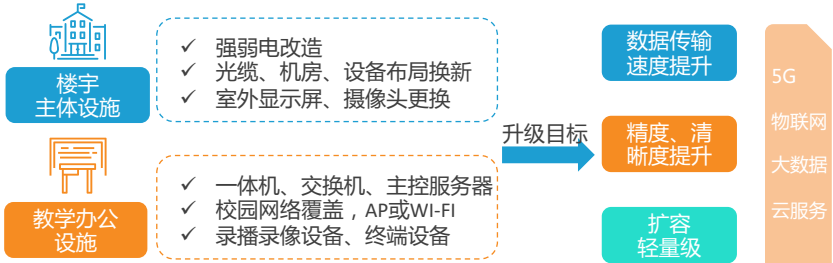 楼宇
主体设施
强弱电改造
光缆、机房、设备布局换新
室外显示屏、摄像头更换
教学办公
设施
一体机、交换机、主控服务器
校园网络覆盖，AP或WI-FI
录播录像设备、终端设备
升级目标
数据传输
速度提升
精度、清
晰度提升
扩容
轻量级
5G
物联网
大数据
云服务